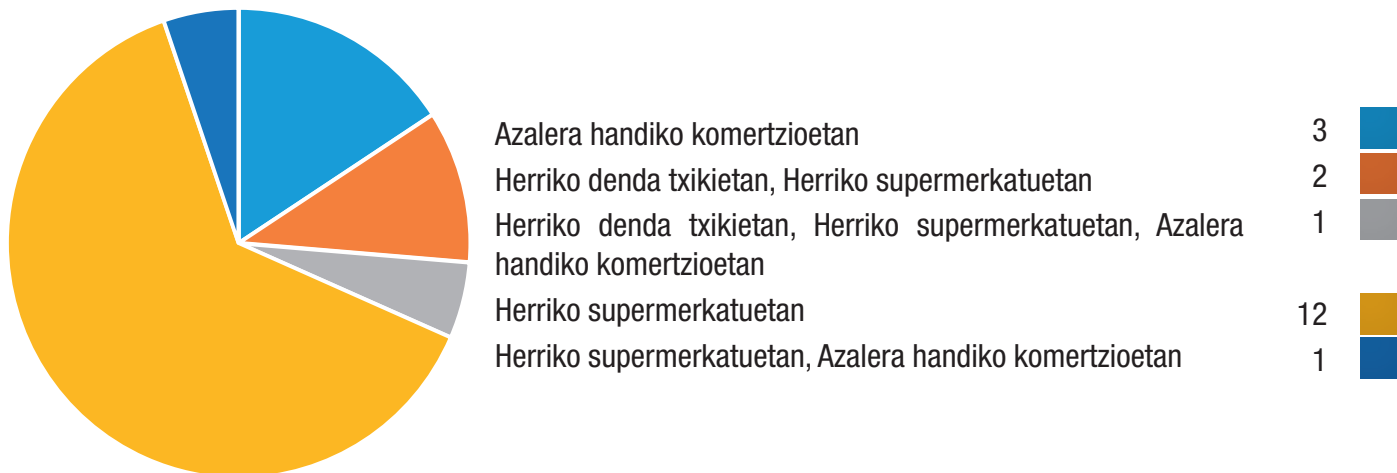 Azalera handiko komertzioetan 3
Herriko denda txikietan, Herriko supermerkatuetan 2
Herriko denda txikietan, Herriko supermerkatuetan, Azalera 1
handiko komertzioetan
Herriko supermerkatuetan 12
Herriko supermerkatuetan, Azalera handiko komertzioetan 1